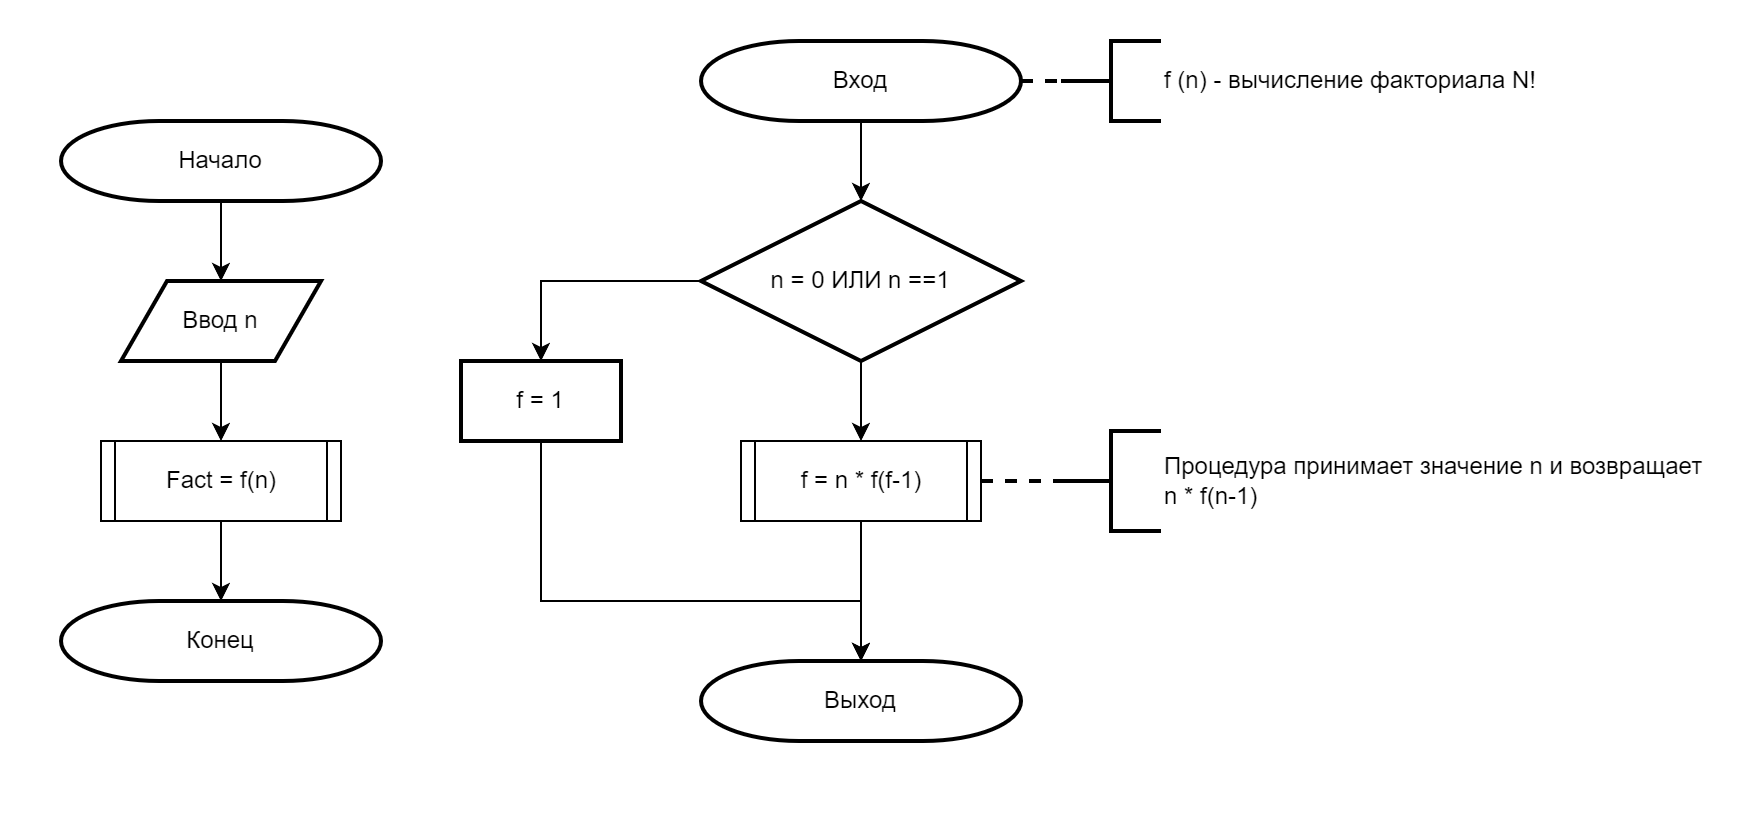 Начало
Ввод n
Fact = f(n)
Конец
Вход
f (n) - вычисление факториала N!
n = 0 ИЛИ n ==1
f = 1
f = n * f(f-1)
Процедура принимает значение n и возвращает
n * f(n-1)
Выход